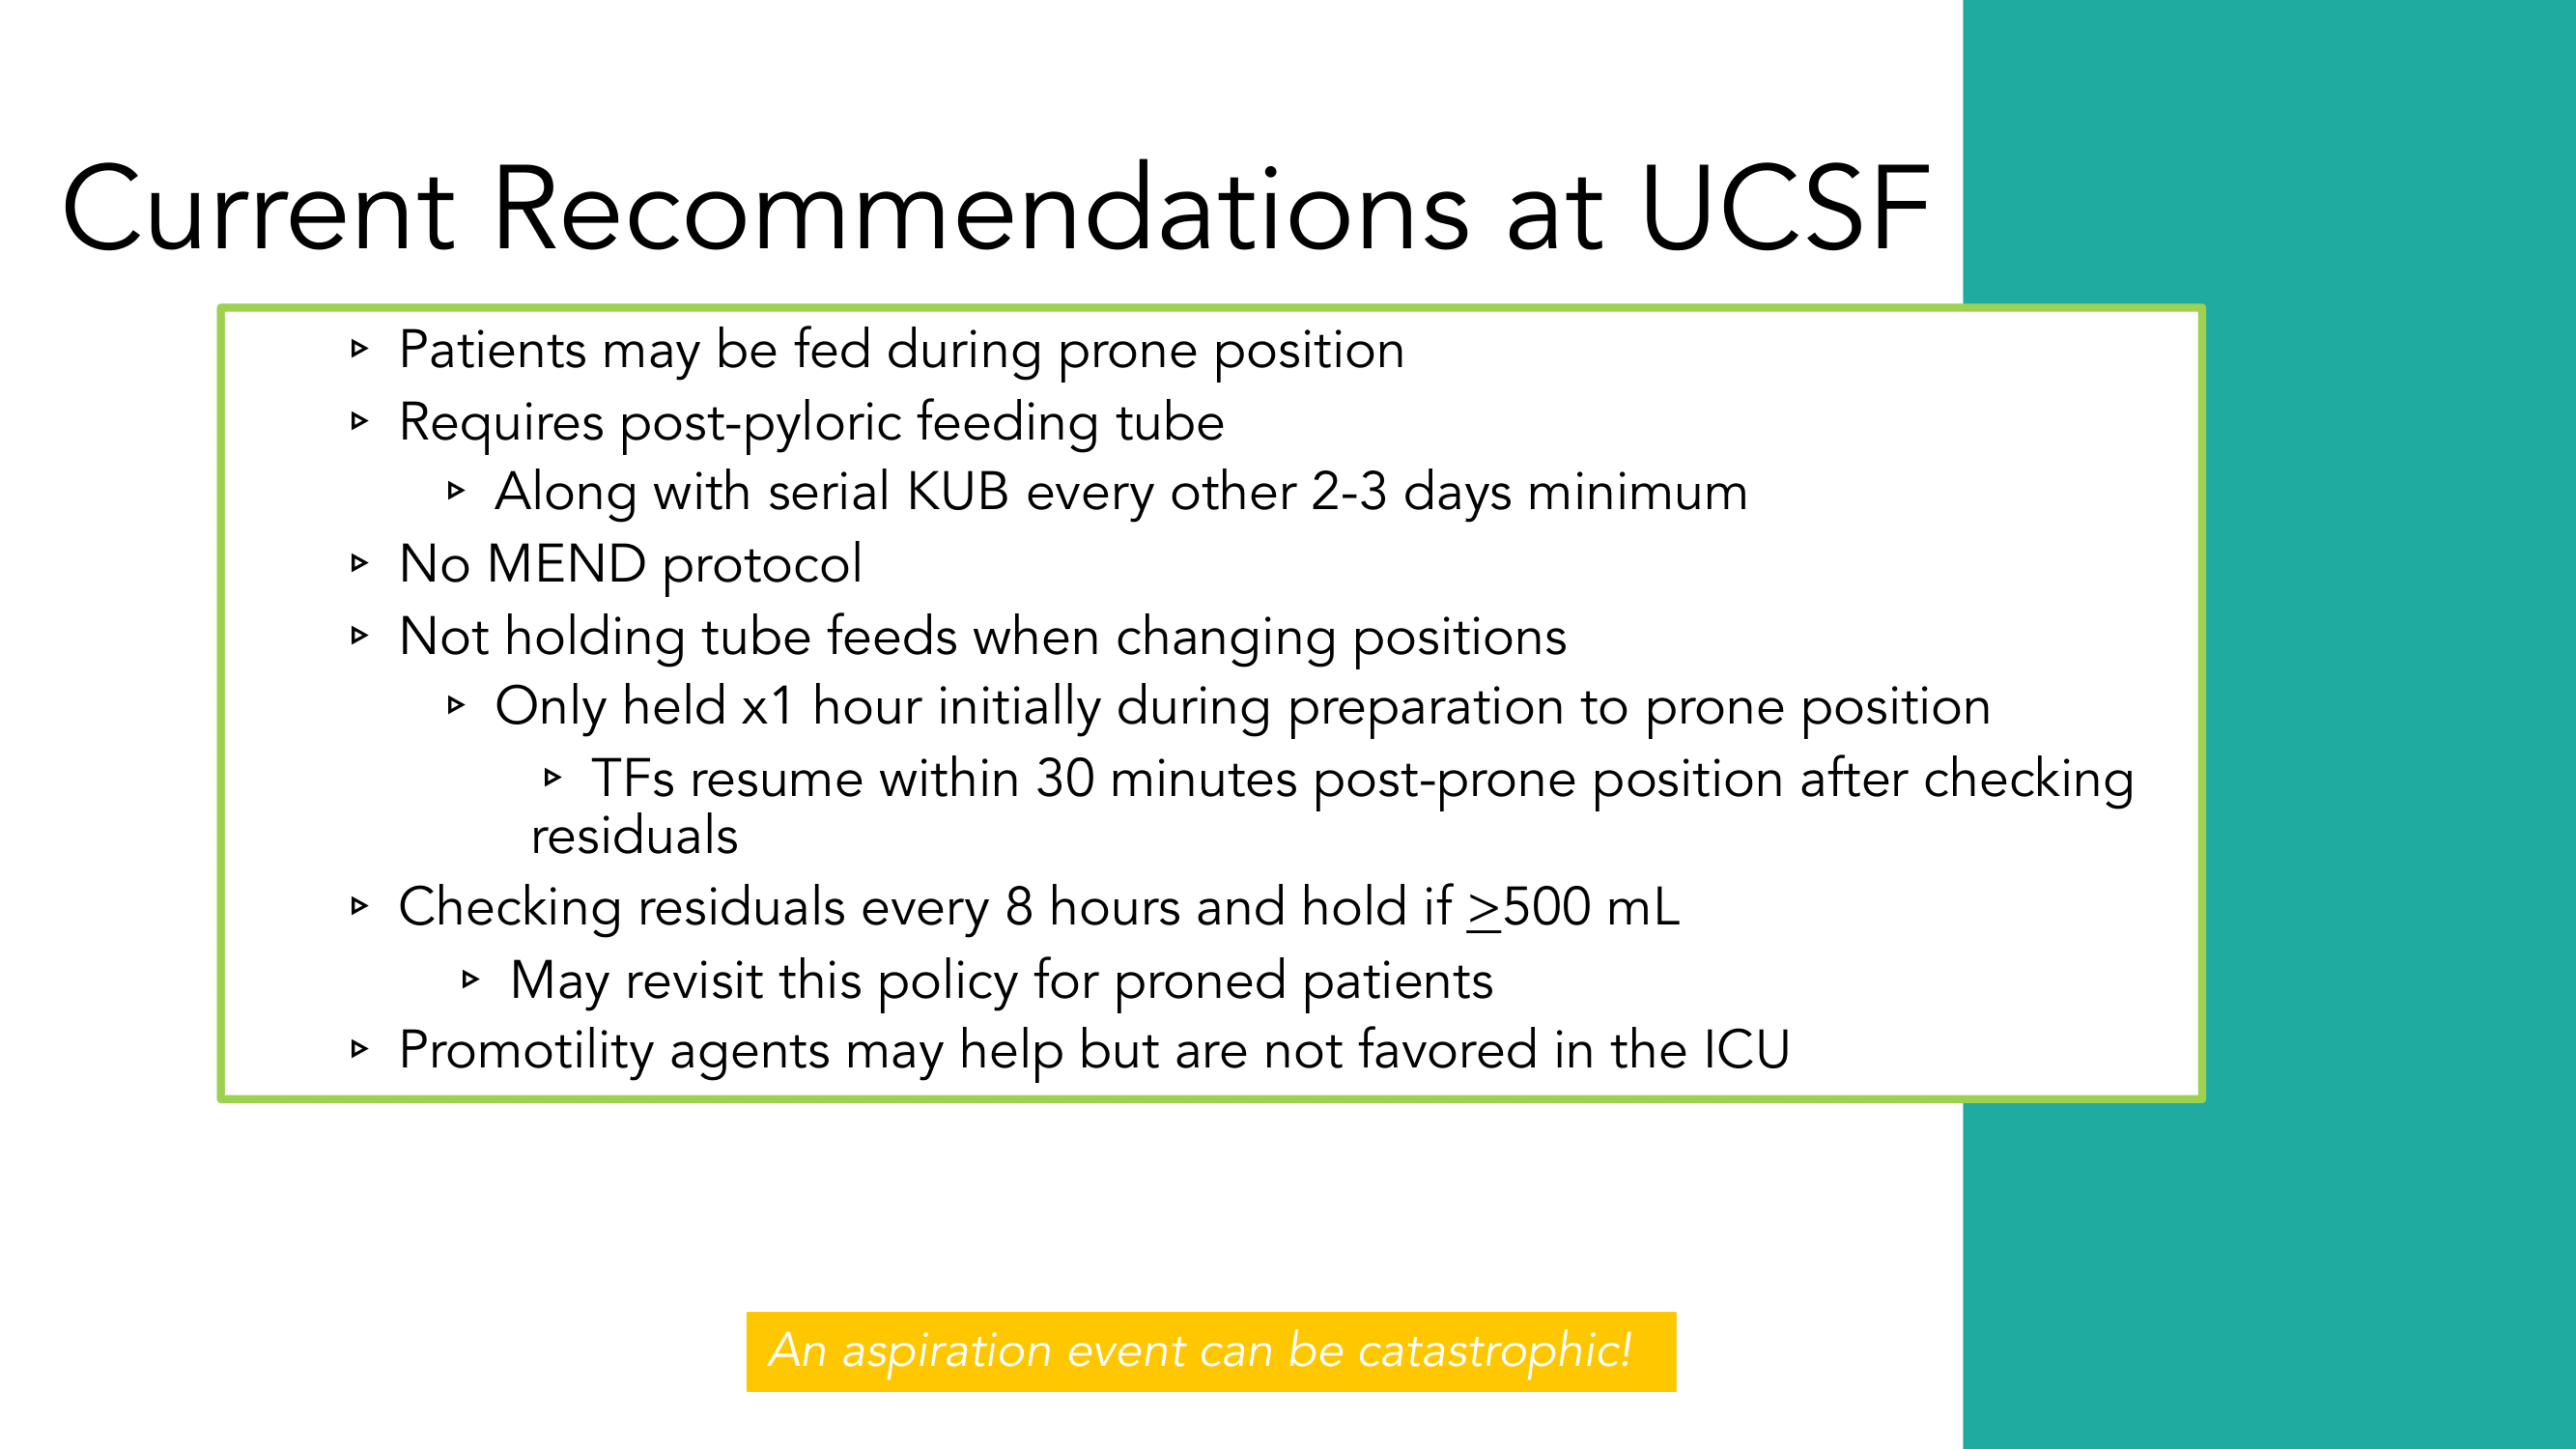 Current Recommendations at UCSF
▹ Patients may be fed during prone position
▹ Requires post-pyloric feeding tube
▹ Along with serial KUB every other 2-3 days minimum
▹ No MEND protocol
▹ Not holding tube feeds when changing positions
▹ Only held x1 hour initially during preparation to prone position
▹ TFs resume within 30 minutes post-prone position after checking
residuals
▹ Checking residuals every 8 hours and hold if >500 mL
▹ May revisit this policy for proned patients
▹ Promotility agents may help but are not favored in the ICU
An aspiration event can be catastrophic!